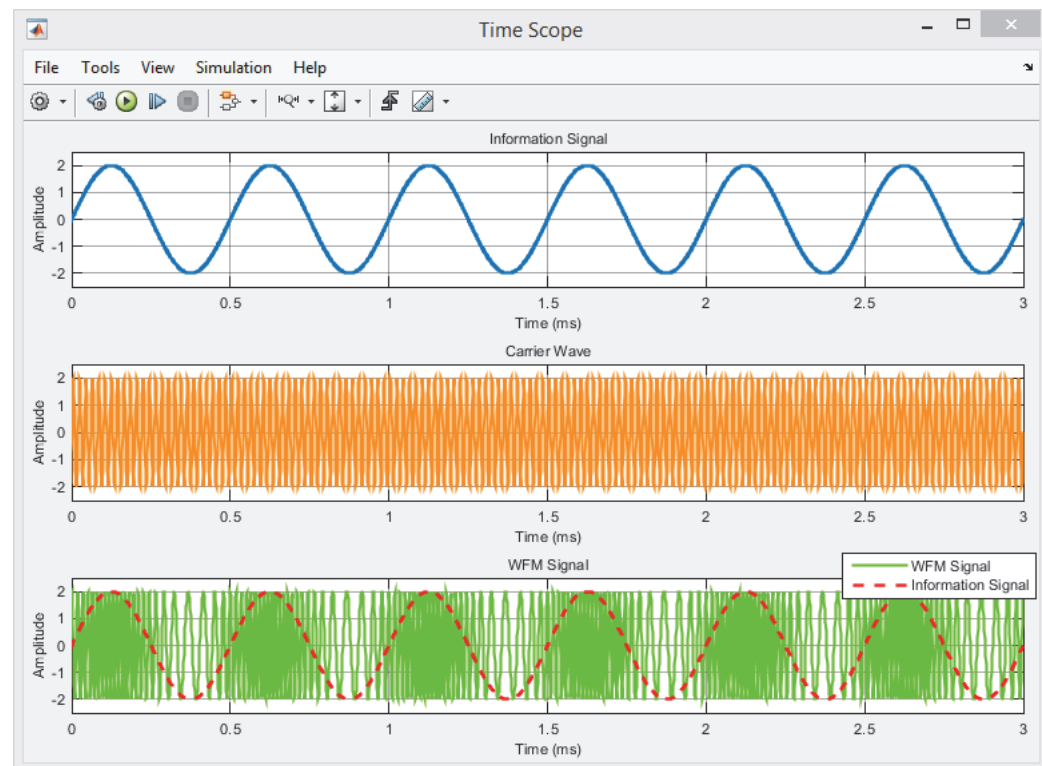 Time Scope
File Tools View Simulation Help
Information Signal
Amplitude
2
1
0
-1
-2
0 0.5 1 1.5 2 2.5 3
Time (ms)
Carrier Wave
Amplitude
2
1
0
-1
-2
0 0.5 1 1.5 2 2.5 3
Time (ms)
WFM Signal
WFM Signal
Information Signal
Amplitude
2
1
0
-1
-2
0 0.5 1 1.5 2 2.5 3
Time (ms)